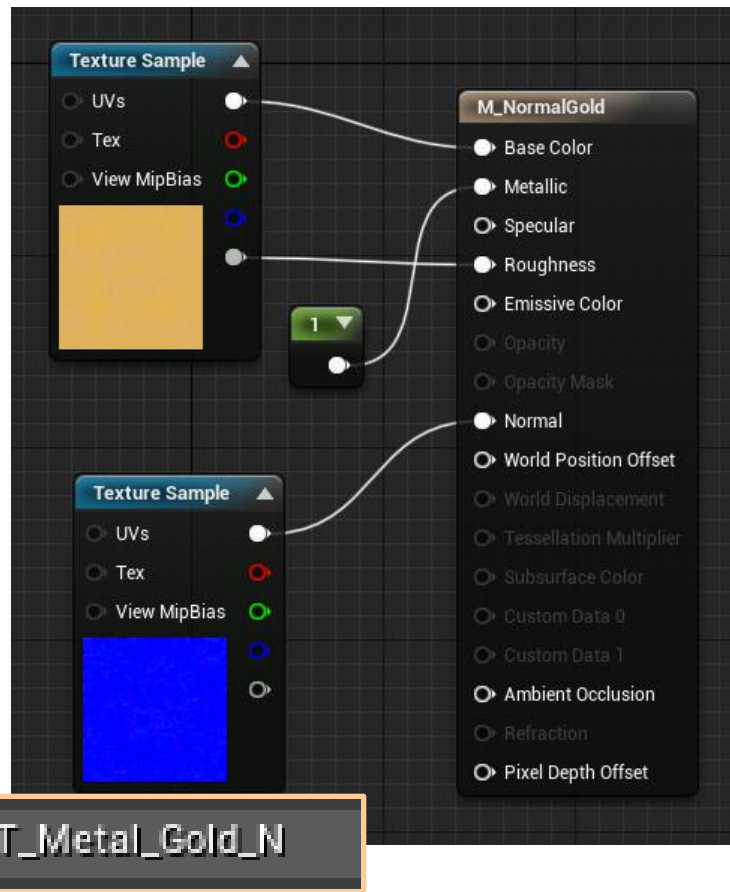 Texture Sample
UVs
Tex
View MipBias
1
M_NormalGold
Base Color
Metallic
Specular
Roughness
Emissive Color
Opacity
Opacity Mask
Normal
World Position Offset
World Displacement
Tessellation Multiplier
Subsurface Color
Custom Data 0
Custom Data 1
Ambient Occlusion
Refraction
Pixel Depth Offset
Texture Sample
UVs
Tex
View MipBias
T_Metal_Gold_N